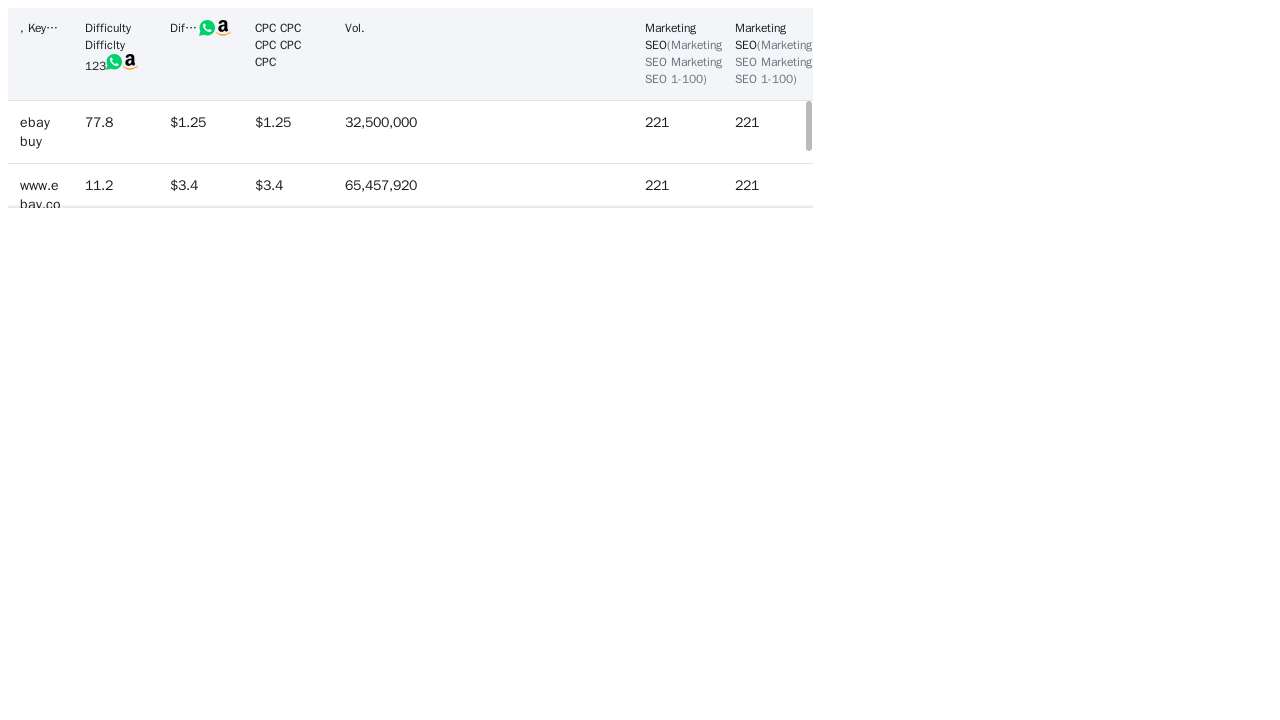 , Key···
Difficulty
Difficlty
123
Dif···
CPC CPC
CPC CPC
CPC
Vol.
Marketing
SEO(Marketing
SEO Marketing
SEO 1-100)
Marketing
SEO(Marketing
SEO Marketing
SEO 1-100)
ebay
buy
77.8
$1.25
$1.25
32,500,000
221
221
www.e
bay.co
11.2
$3.4
$3.4
65,457,920
221
221